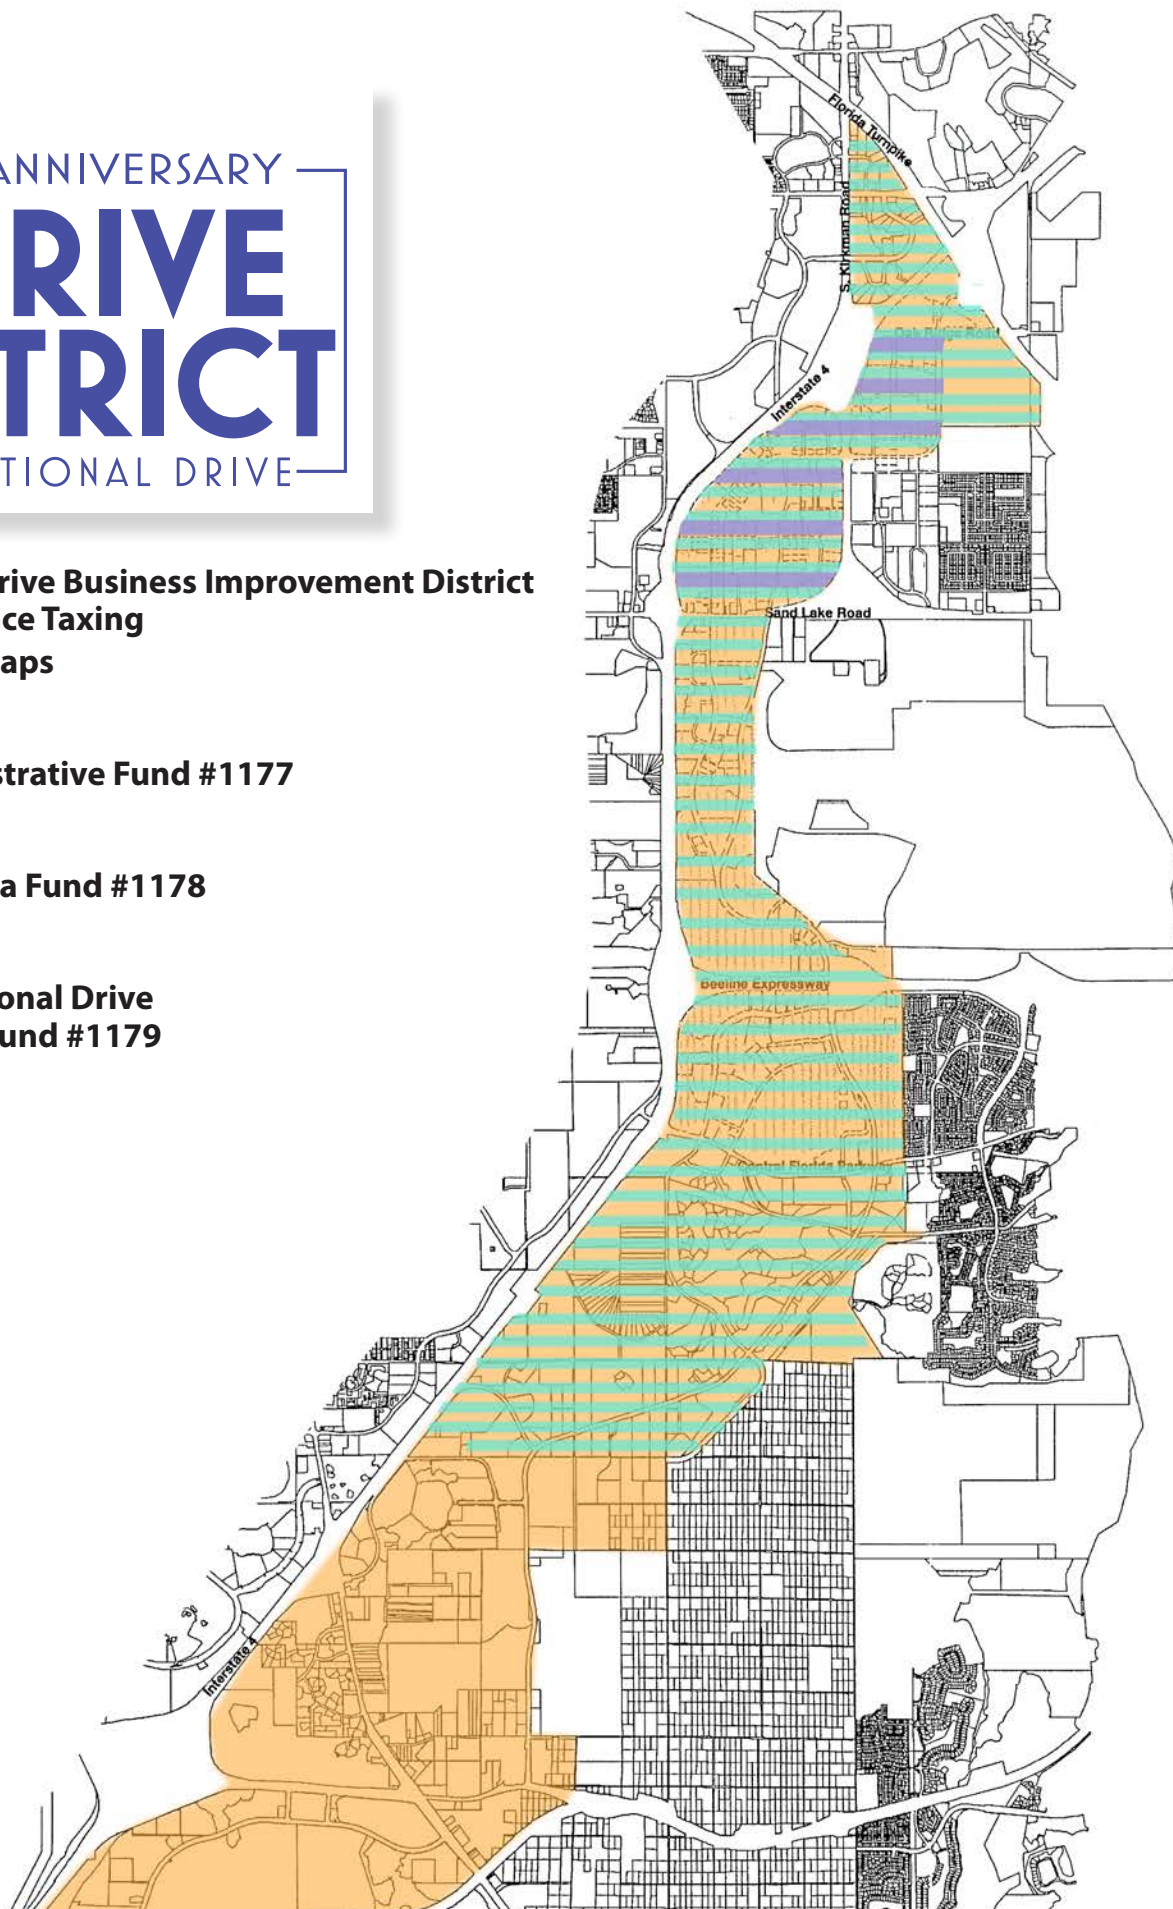 ANNIVERSARY
RIVE
TRICT
TIONAL DRIVE
rive Business Improvement District
ce Taxing
aps
strative Fund #1177
a Fund #1178
onal Drive
und #1179
Florida Turnpike
S. Kirkman Road
Oak Ridge Road
Interstate 4
Sand Lake Road
Beeline Expressway
Central Florida Parkway
Interstate 4